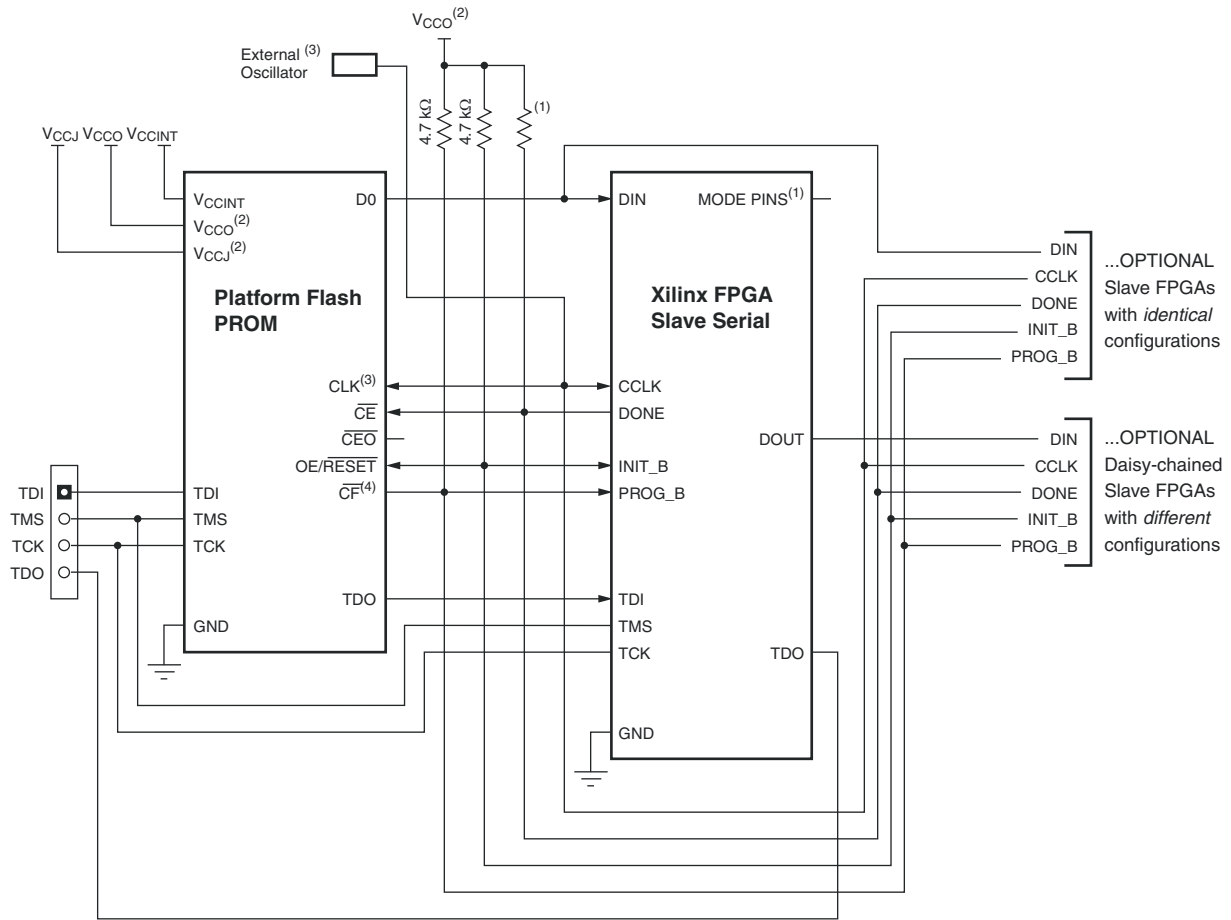 VCCO(2)
External (3)
Oscillator
4.7 kΩ
4.7 kΩ
(1)
VCCJ VCCO VCCINT
VCCINT
VCCO(2)
VCCJ(2)
D0
Platform Flash
PROM
CLK(3)
CE
CEO
OE/RESET
CF(4)
TDI
TMS
TCK
TDO
GND
TDI
TMS
TCK
TDO
DIN
MODE PINS(1)
Xilinx FPGA
Slave Serial
CCLK
DONE
DOUT
INIT_B
PROG_B
TDI
TMS
TCK
TDO
GND
DIN
CCLK
DONE
INIT_B
PROG_B
...OPTIONAL
Slave FPGAs
with identical
configurations
DIN
CCLK
DONE
INIT_B
PROG_B
...OPTIONAL
Daisy-chained
Slave FPGAs
with different
configurations